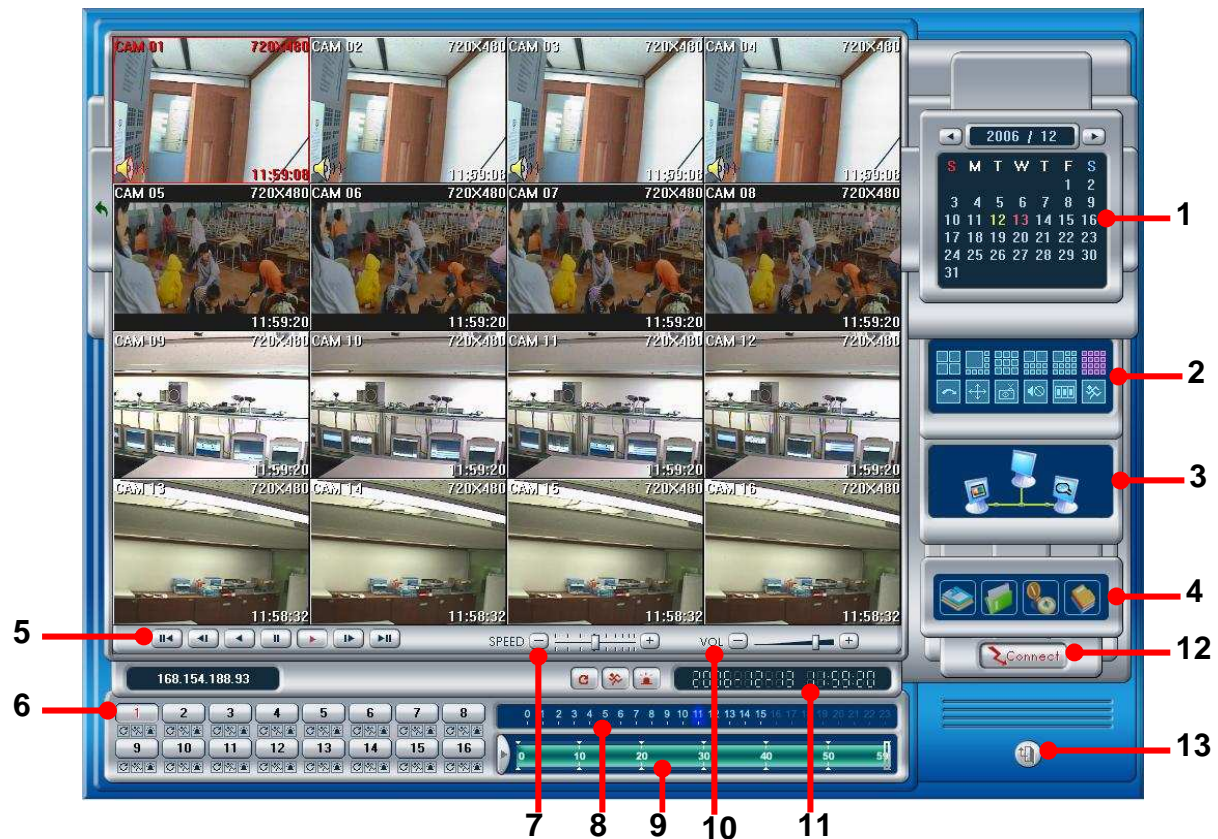 CAM 01 720X480 CAM 02 720X480 CAM 03 720X480 CAM 04 720X480
11:59:08 11:59:08 11:59:08 11:59:08
CAM 05 720X480 CAM 06 720X480 CAM 07 720X480 CAM 08 720X480
11:59:20 11:59:20 11:59:20 11:59:20
CAM 09 720X480 CAM 10 720X480 CAM 11 720X480 CAM 12 720X480
11:59:20 11:59:20 11:59:20 11:59:20
CAM 13 720X480 CAM 14 720X480 CAM 15 720X480 CAM 16 720X480
11:58:32 11:58:32 11:58:32 11:58:32
2006 / 12
S M T W T F S
1 2
3 4 5 6 7 8 9
10 11 12 13 14 15 16
17 18 19 20 21 22 23
24 25 26 27 28 29 30
31
1
2
3
4
5
SPEED VOL
Connect
12
168.154.188.93
6
1 2 3 4 5 6 7 8
9 10 11 12 13 14 15 16
0 1 2 3 4 5 6 7 8 9 10 11 12 13 14 15 16 17 18 19 20 21 22 23
0 10 20 30 40 50 59
13
7 8 9 10 11